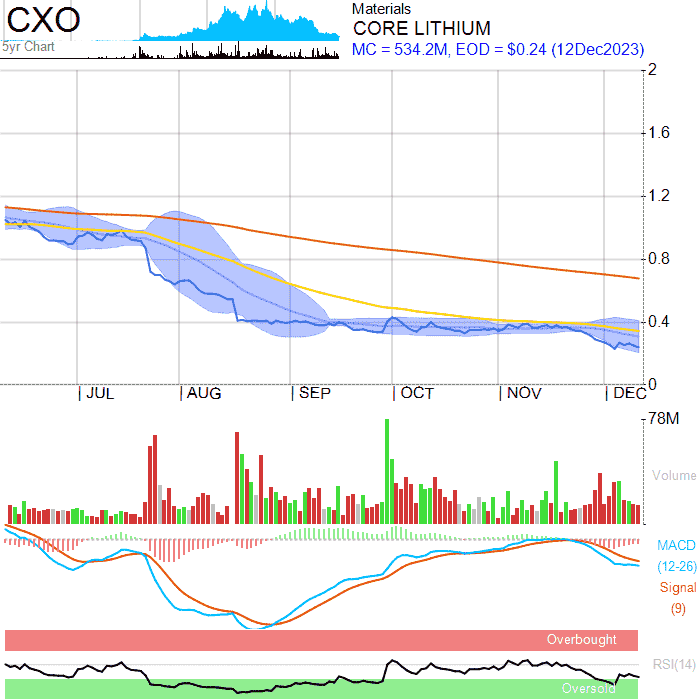 CXO
5yr Chart
Materials
CORE LITHIUM
MC = 534.2M, EOD = $0.24 (12Dec2023)
2
1.6
1.2
0.8
0.4
0
JUL
AUG
SEP
OCT
NOV
DEC
78M
Volume
MACD
(12-26)
Signal
(9)
Overbought
RSI(14)
Oversold